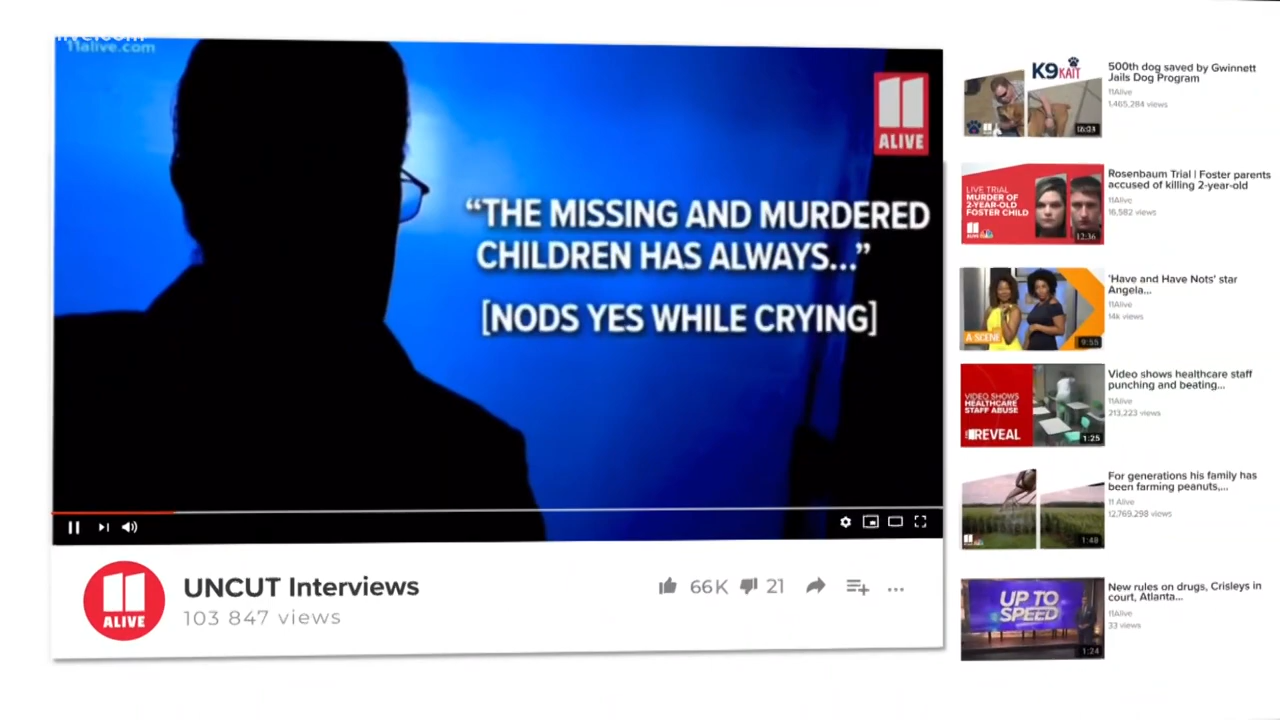 11alive.com
11
ALIVE
“THE MISSING AND MURDERED
CHILDREN HAS ALWAYS...”
[NODS YES WHILE CRYING]
11
ALIVE
UNCUT Interviews
103 847 views
66K
21
...
K9 KAIT
500th dog saved by Gwinnett
Jails Dog Program
11Alive
1,465,284 views
LIVE TRIAL
MURDER OF
2-YEAR-OLD
FOSTER CHILD
12:36
Rosenbaum Trial | Foster parents
accused of killing 2-year-old
11Alive
16,582 views
A-SCENE
9:55
'Have and Have Nots' star
Angela...
11Alive
14k views
VIDEO SHOWS
HEALTHCARE
STAFF ABUSE
REVEAL
1:25
Video shows healthcare staff
punching and beating...
11Alive
213,223 views
1:48
For generations his family has
been farming peanuts,...
11 Alive
12,769,298 views
UP TO
SPEED
1:24
New rules on drugs, Crisleys in
court, Atlanta...
11Alive
33 views